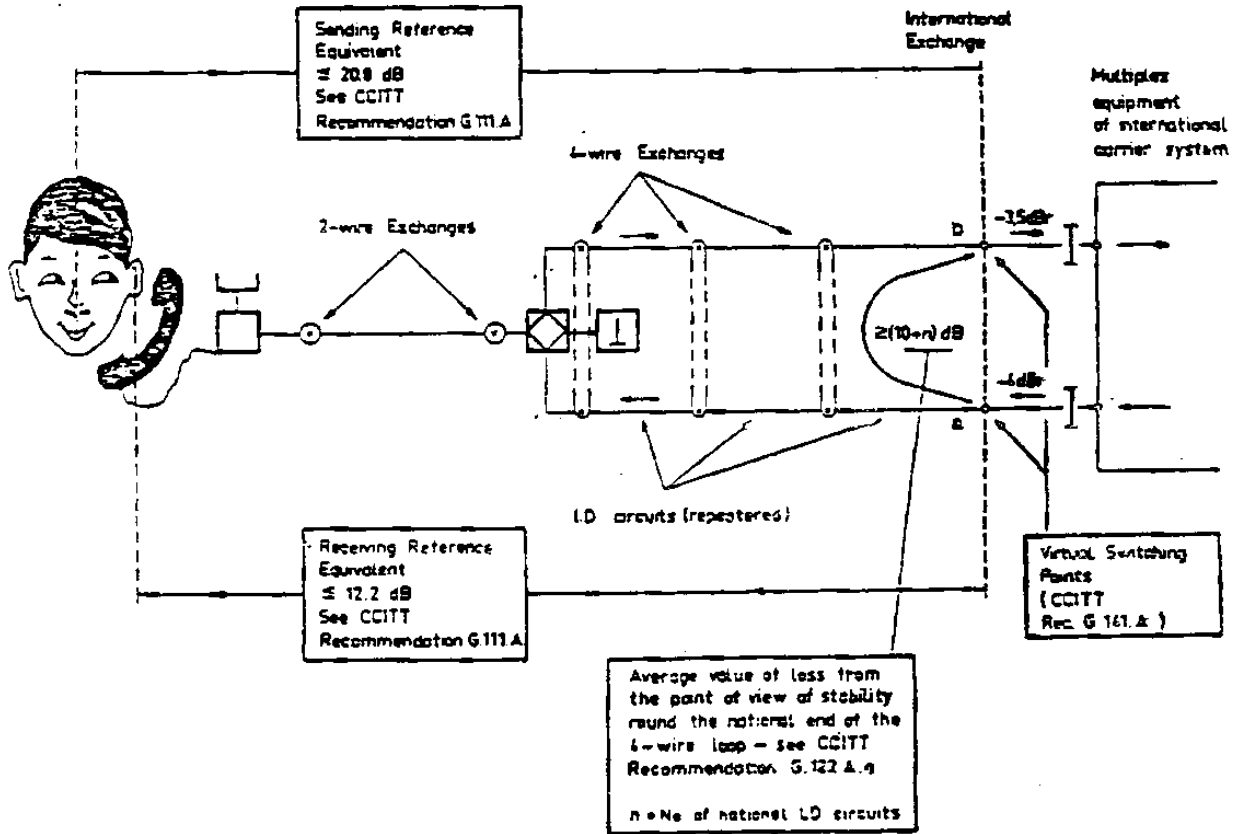 Sending Reference
Equivalent
≤ 20.8 dB
See CCITT
Recommendation G.111.A
International
Exchange
Multiplex
equipment
of international
carrier system
4-wire Exchanges
2-wire Exchanges
b
-3,5dBr
≥(10+n) dB
-4dBr
a
LD circuits (repeatered)
Receiving Reference
Equivalent
≤ 12.2 dB
See CCITT
Recommendation G.111.A
Virtual Switching
Points
(CCITT
Rec. G.141.A)
Average value of loss from
the point of view of stability
round the national end of the
4-wire loop - see CCITT
Recommendation G.122 A.a
n = No of national LD circuits